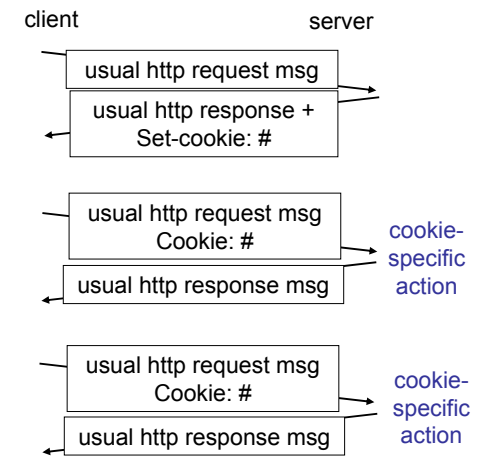 client
server
usual http request msg
usual http response +
Set-cookie: #
usual http request msg
Cookie: #
cookie-
specific
action
usual http response msg
usual http request msg
Cookie: #
cookie-
specific
action
usual http response msg